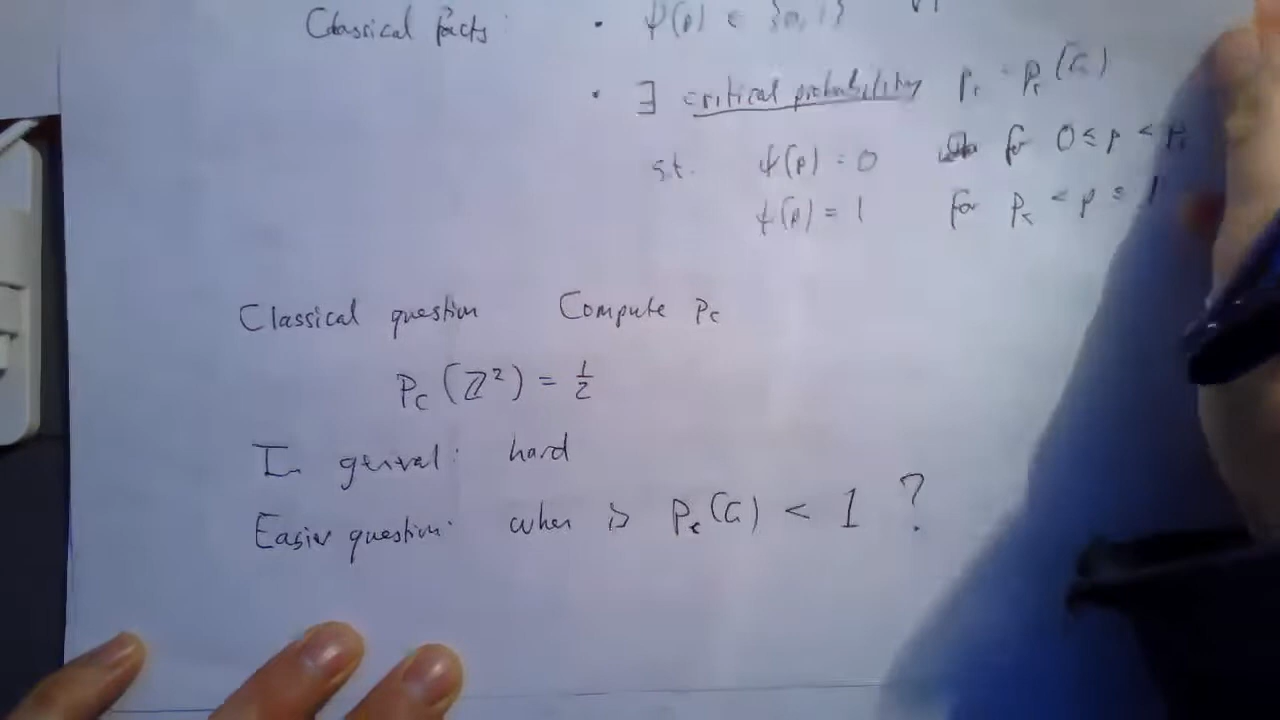 Classical facts: • ψ(p) ∈ {0, 1} ∀
• ∃ critical probability p_c = p_c(G)
s.t. ψ(p) = 0 for 0 ≤ p < p_c
ψ(p) = 1 for p_c < p ≤ 1
Classical question Compute p_c
P_c(ℤ²) = 1/2
In general: hard
Easier question: when is P_c(G) < 1 ?